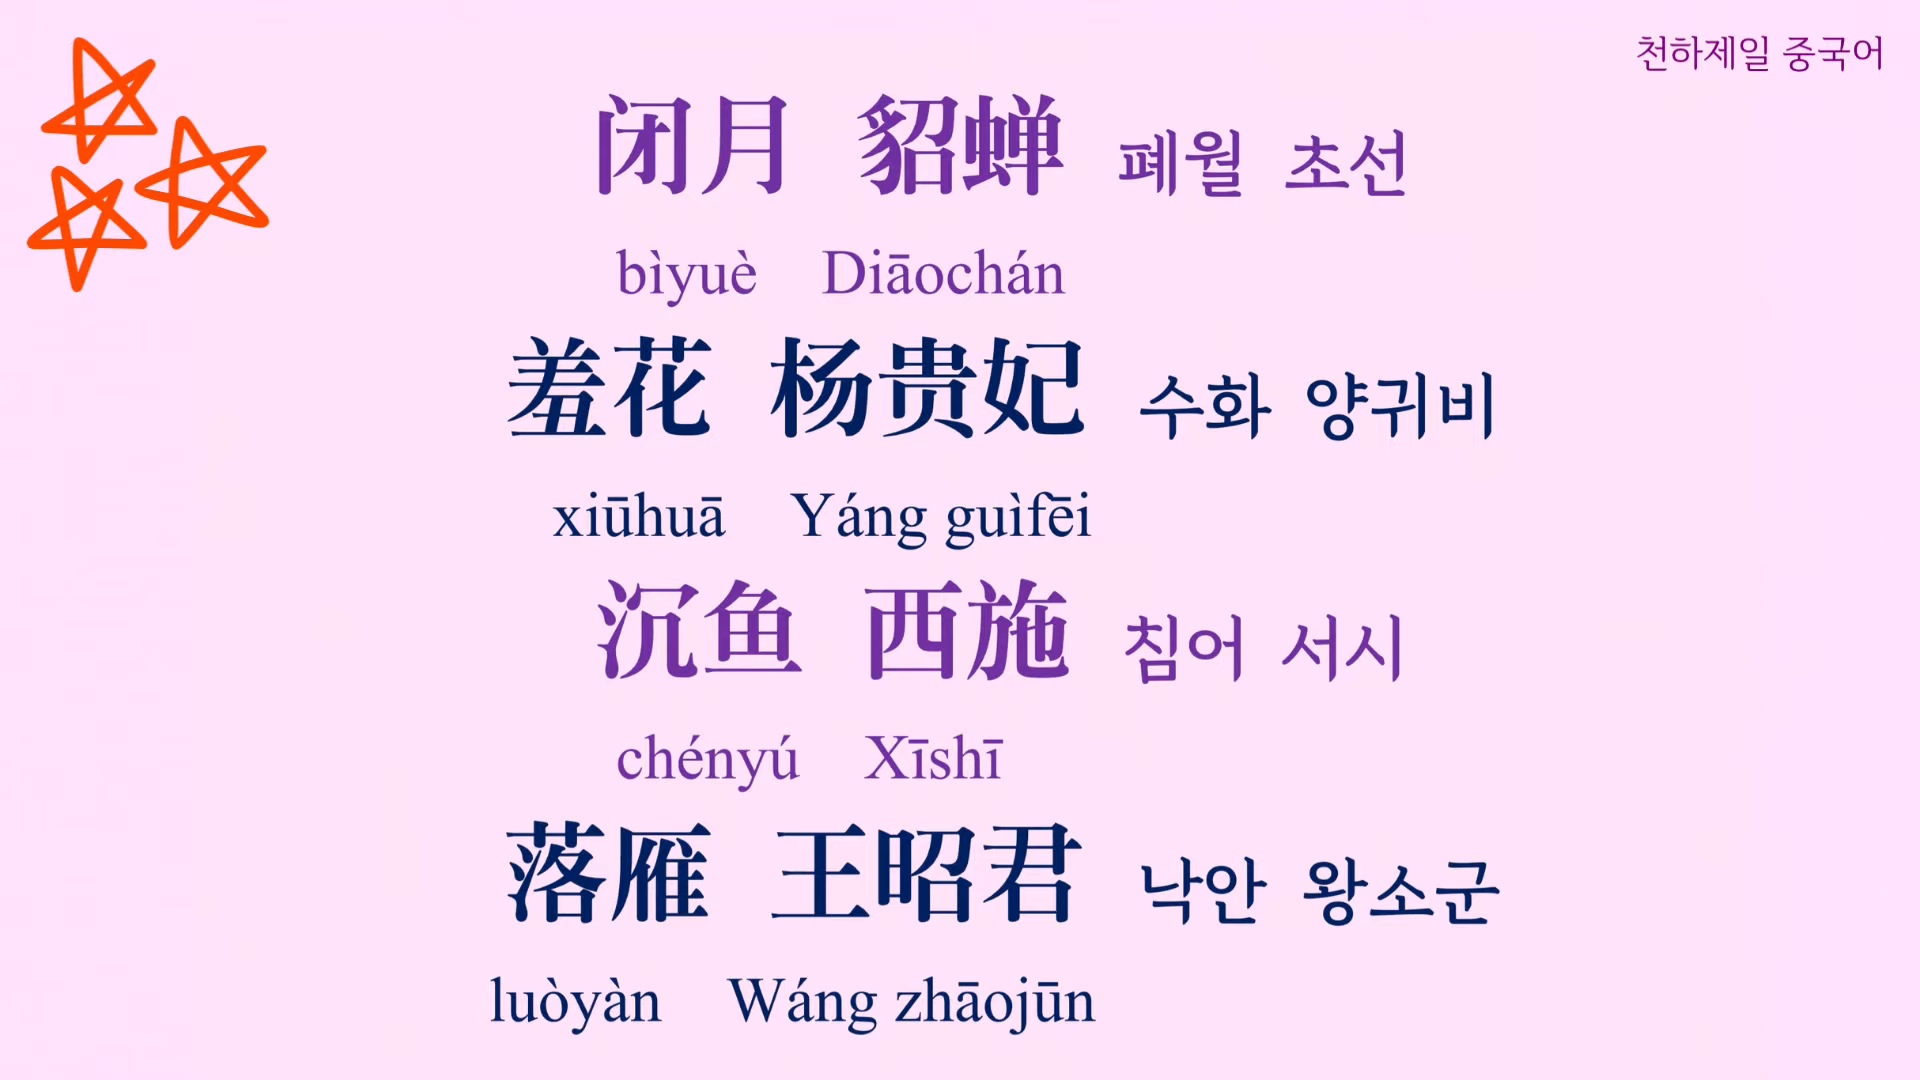 천하제일 중국어
闭月 貂蝉 폐월 초선
bìyuè Diāochán
羞花 杨贵妃 수화 양귀비
xiūhuā Yáng guìfēi
沉鱼 西施 침어 서시
chényú Xīshī
落雁 王昭君 낙안 왕소군
luòyàn Wáng zhāojūn